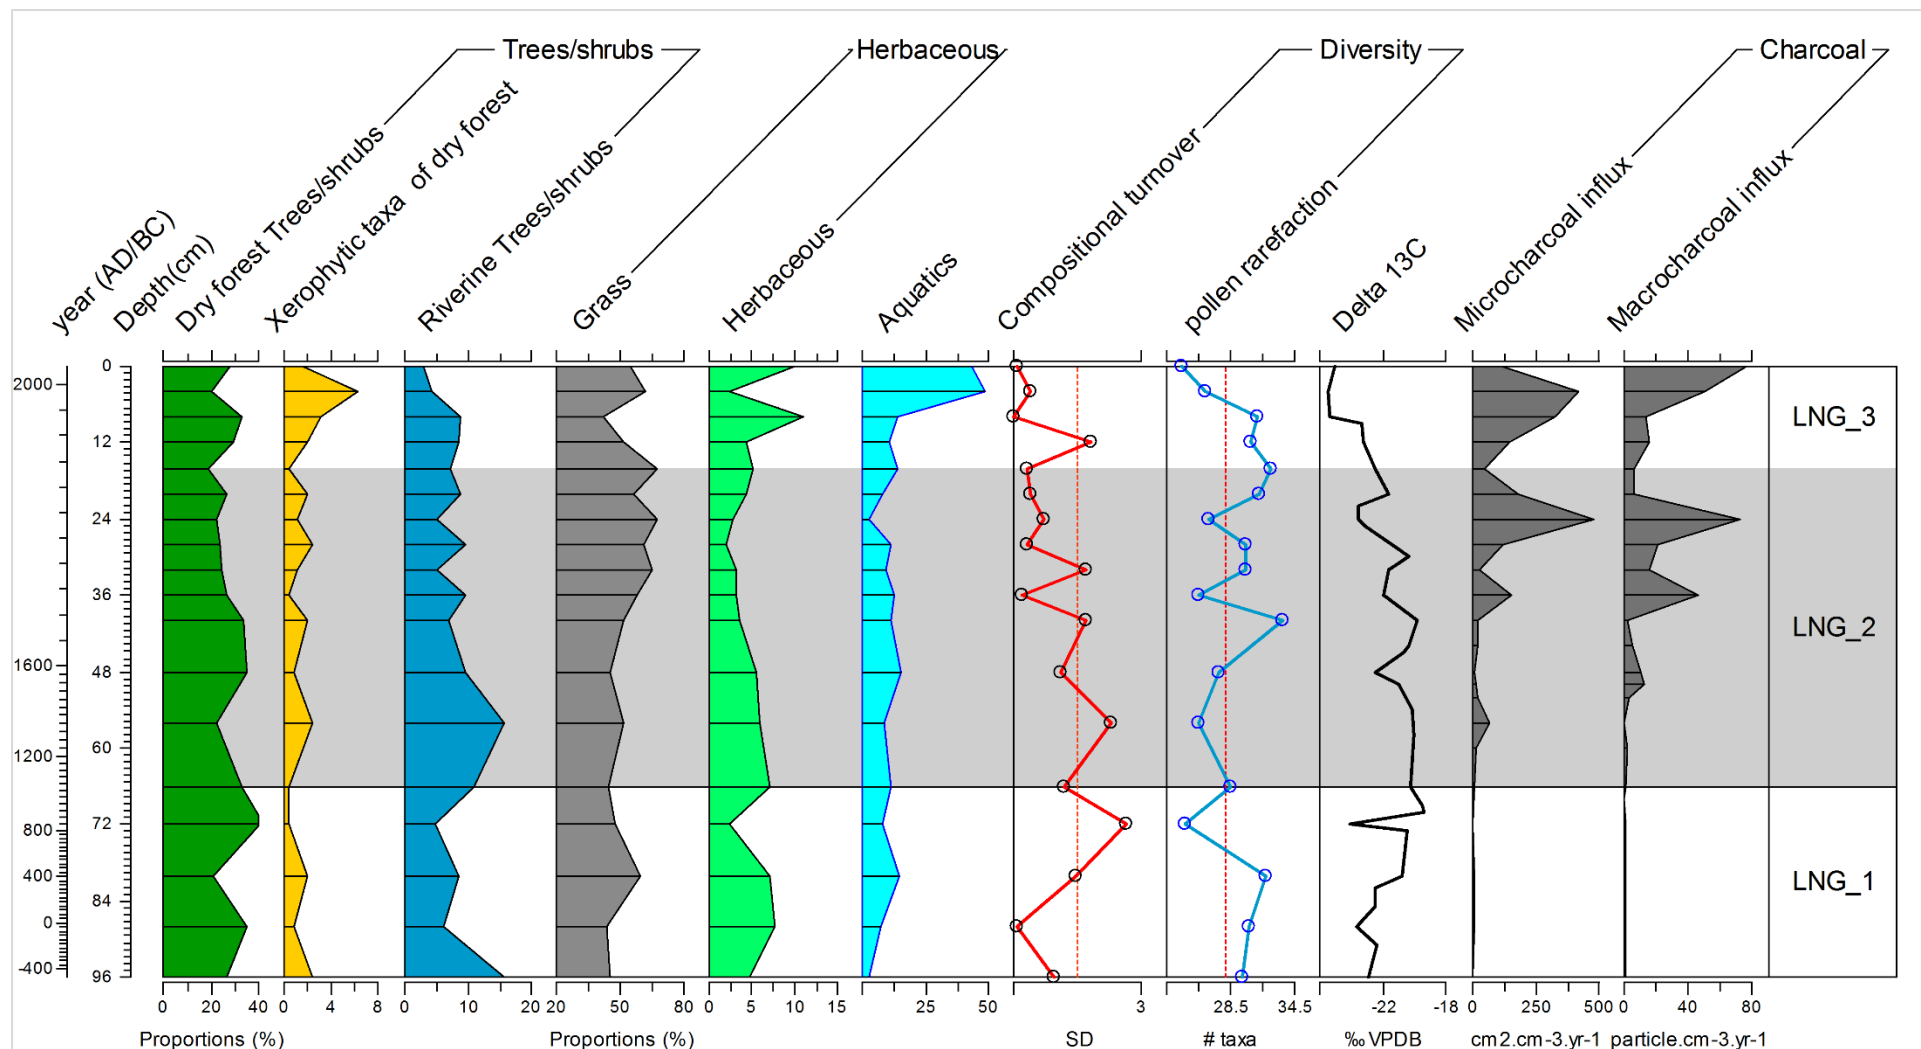 Trees/shrubs
Herbaceous
Diversity
Charcoal
year (AD/BC)
Depth(cm)
Dry forest Trees/shrubs
Xerophytic taxa of dry forest
Riverine Trees/shrubs
Grass
Herbaceous
Aquatics
Compositional turnover
pollen rarefaction
Delta 13C
Microcharcoal influx
Macrocharcoal influx
2000
1600
1200
800
400
0
-400
0
12
24
36
48
60
72
84
96
LNG_3
LNG_2
LNG_1
0 20 40
0 2 4 6 8
0 10 20
20 50 80
0 5 10 15
0 25 50
3
28.5 34.5
-22 -18
0 250 500
0 40 80
Proportions (%)
Proportions (%)
SD
# taxa
‰ VPDB
cm2.cm-3.yr-1
particle.cm-3.yr-1